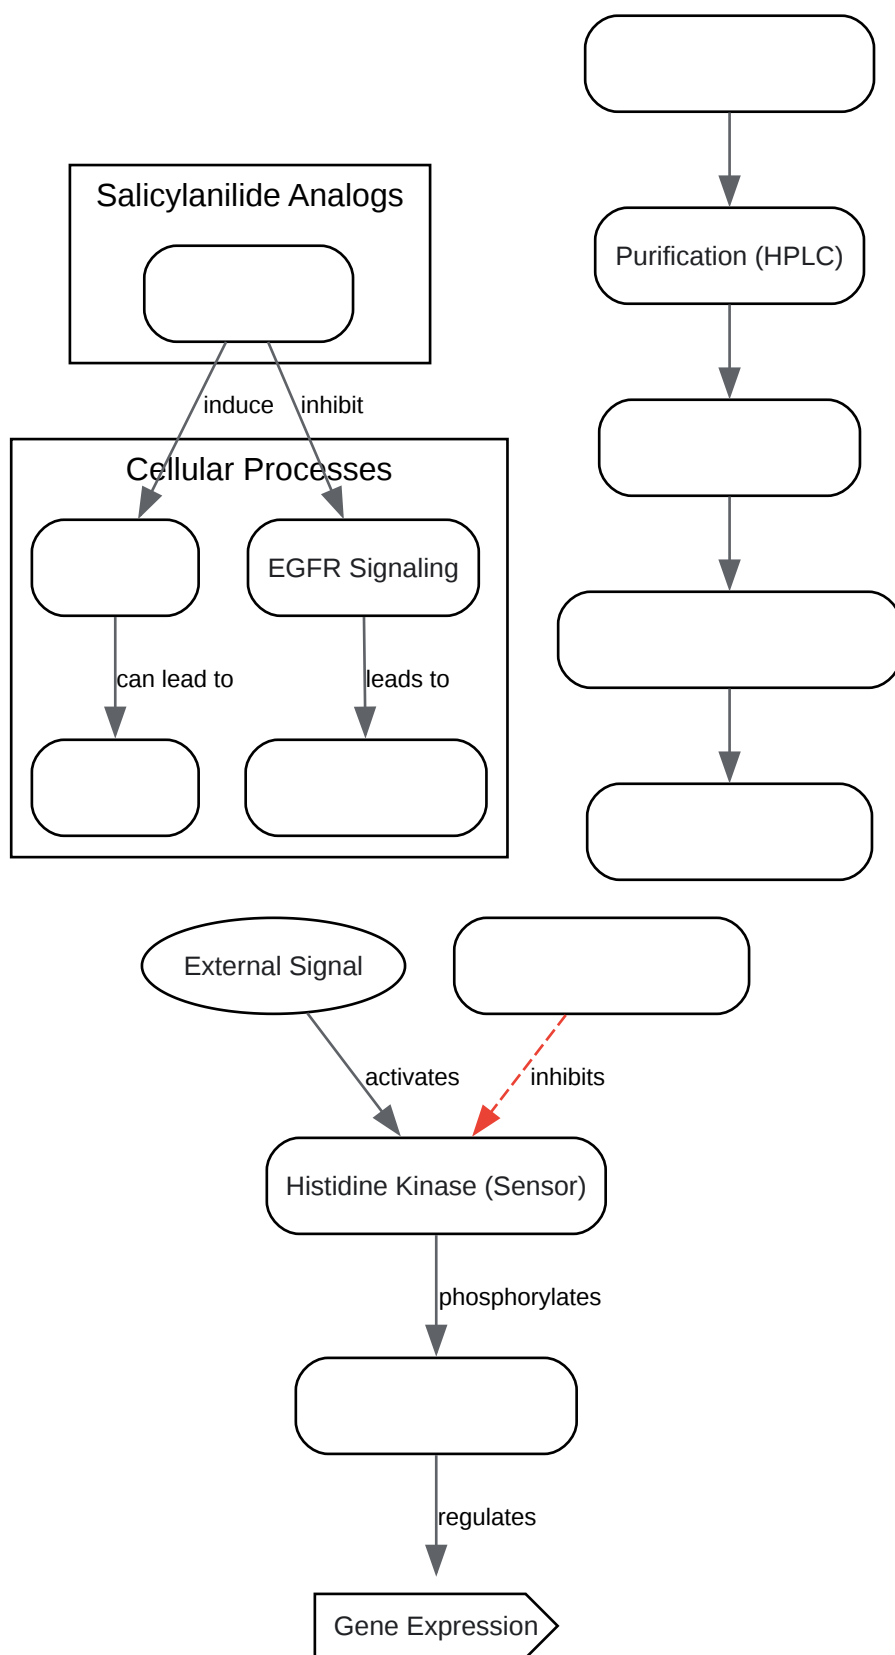 Salicylanilide Analogs
Purification (HPLC)
induce
inhibit
Cellular Processes
EGFR Signaling
can lead to
leads to
External Signal
activates
inhibits
Histidine Kinase (Sensor)
phosphorylates
regulates
Gene Expression